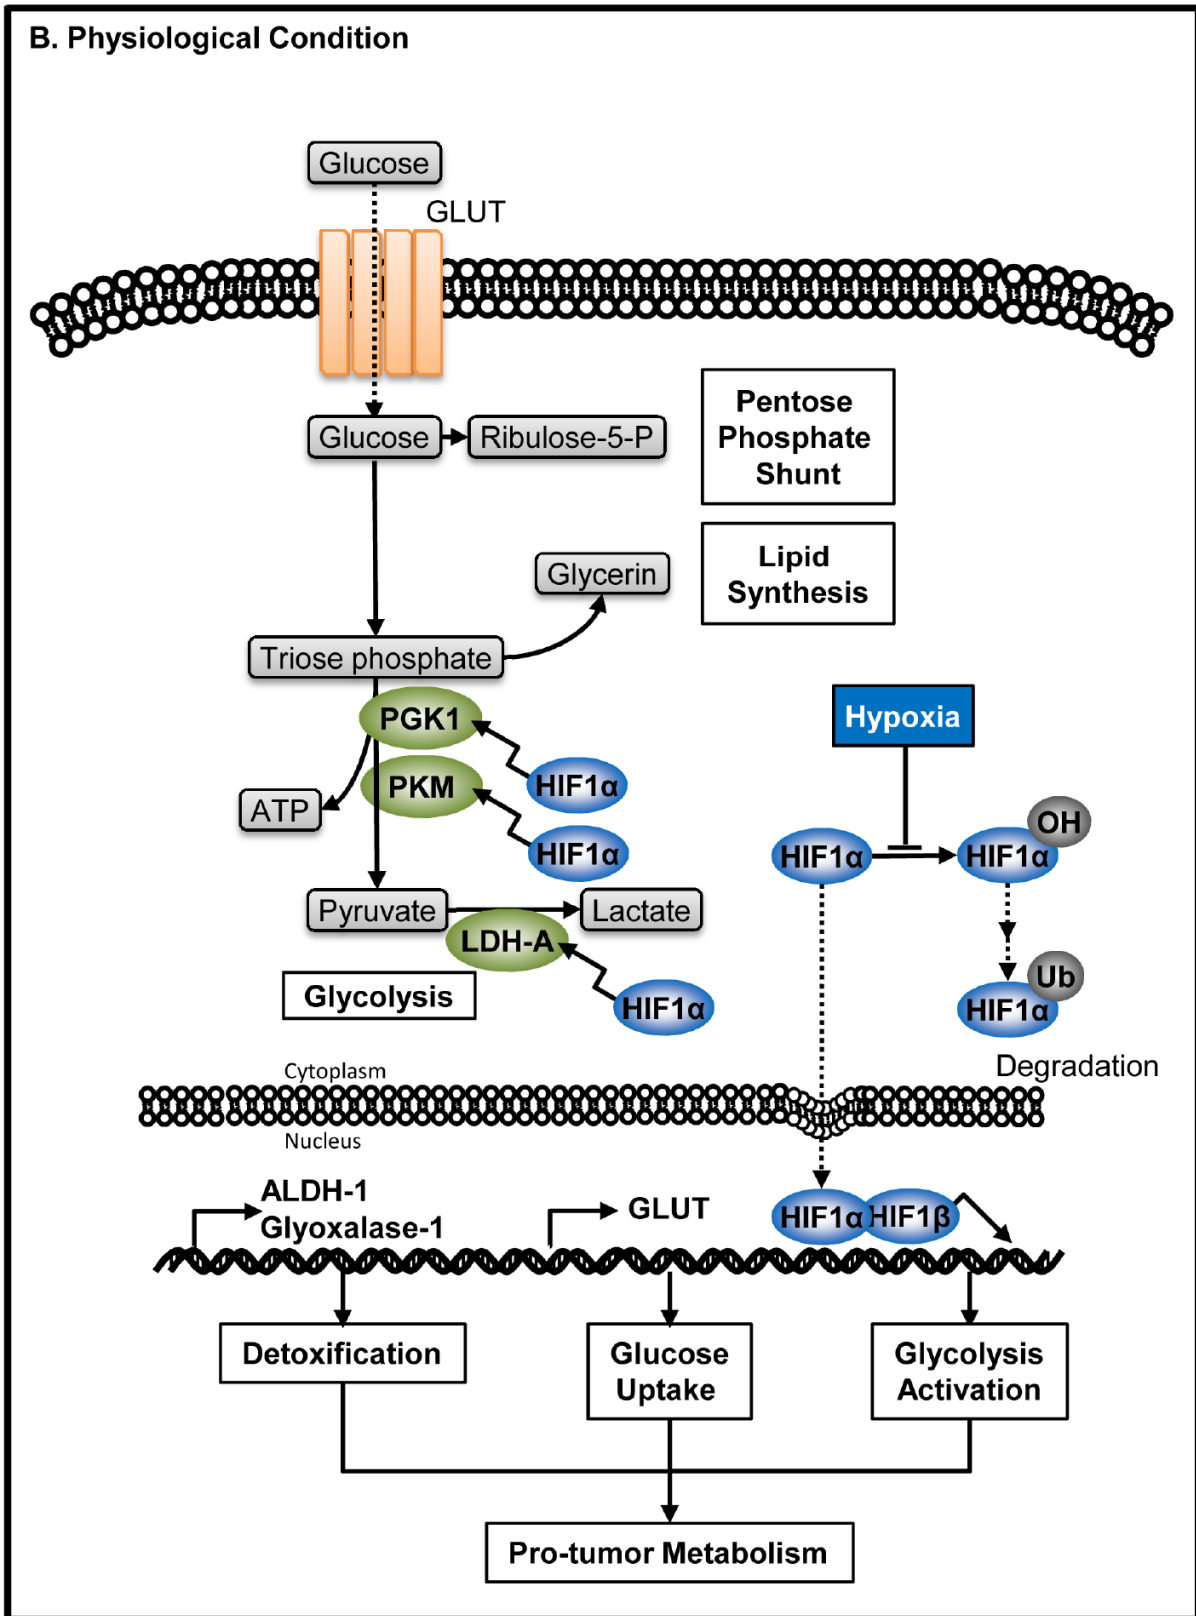 B. Physiological Condition
Glucose
GLUT
Glucose
Ribulose-5-P
Pentose
Phosphate
Shunt
Lipid
Synthesis
Glycerin
Triose phosphate
PGK1
HIF1α
PKM
HIF1α
ATP
Pyruvate
Lactate
LDH-A
HIF1α
Glycolysis
Hypoxia
HIF1α
HIF1α
OH
Ub
HIF1α
Degradation
Cytoplasm
Nucleus
ALDH-1
Glyoxalase-1
GLUT
HIF1α
HIF1β
Detoxification
Glucose
Uptake
Glycolysis
Activation
Pro-tumor Metabolism